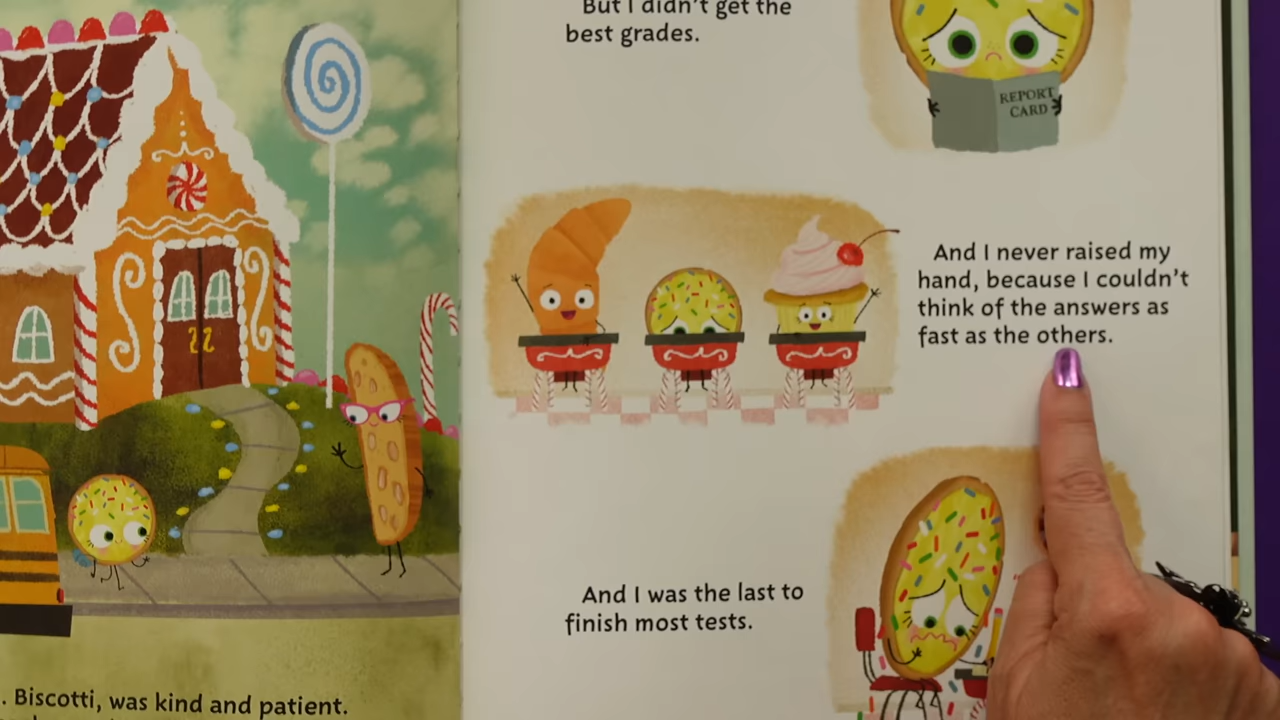 22
. Biscotti, was kind and patient.
But I didn't get the
best grades.
REPORT
CARD
And I never raised my
hand, because I couldn't
think of the answers as
fast as the others.
And I was the last to
finish most tests.